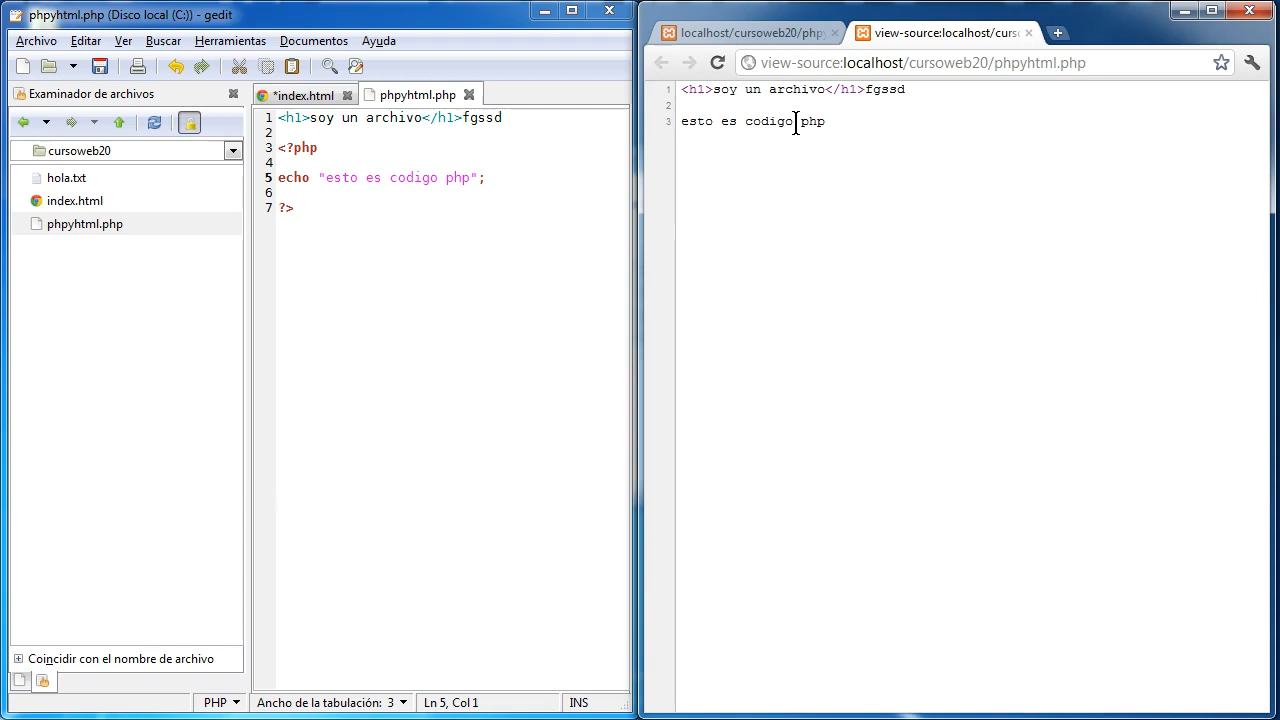 phpyhtml.php (Disco local (C:)) - gedit
Archivo Editar Ver Buscar Herramientas Documentos Ayuda
Examinador de archivos
cursoweb20
hola.txt
index.html
phpyhtml.php
Coincidir con el nombre de archivo
*index.html phpyhtml.php
1 <h1>soy un archivo</h1>fgssd
2
3 <?php
4
5 echo "esto es codigo php";
6
7 ?>
PHP Ancho de la tabulación: 3 Ln 5, Col 1 INS
localhost/cursoweb20/phpy view-source:localhost/curso
view-source:localhost/cursoweb20/phpyhtml.php
1 <h1>soy un archivo</h1>fgssd
2
3 esto es codigo php